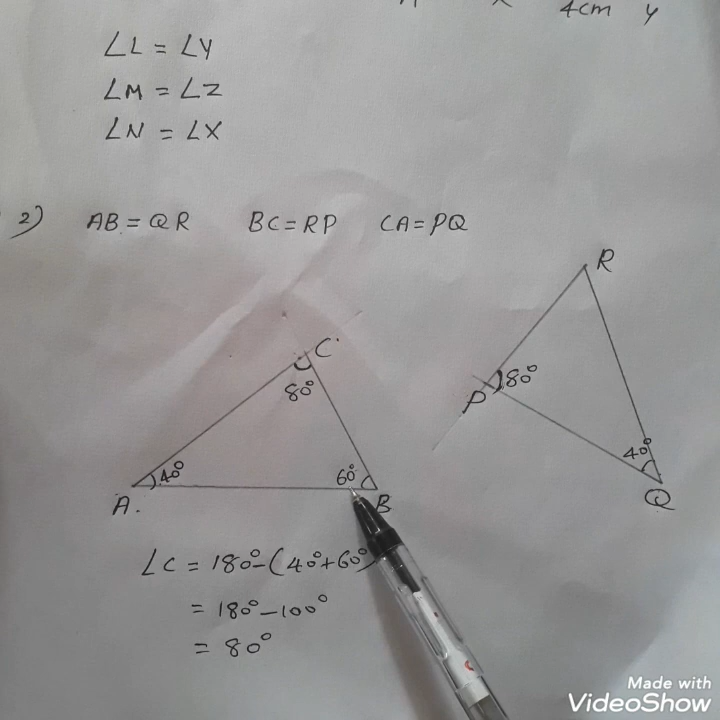 4cm y
∠L = ∠Y
∠M = ∠Z
∠N = ∠X
2) AB = QR BC = RP CA = PQ
R
C
80°
80°
P
40°
40°
60°
A.
B
Q
∠C = 180° - (40° + 60°)
= 180° - 100°
= 80°
Made with
VideoShow